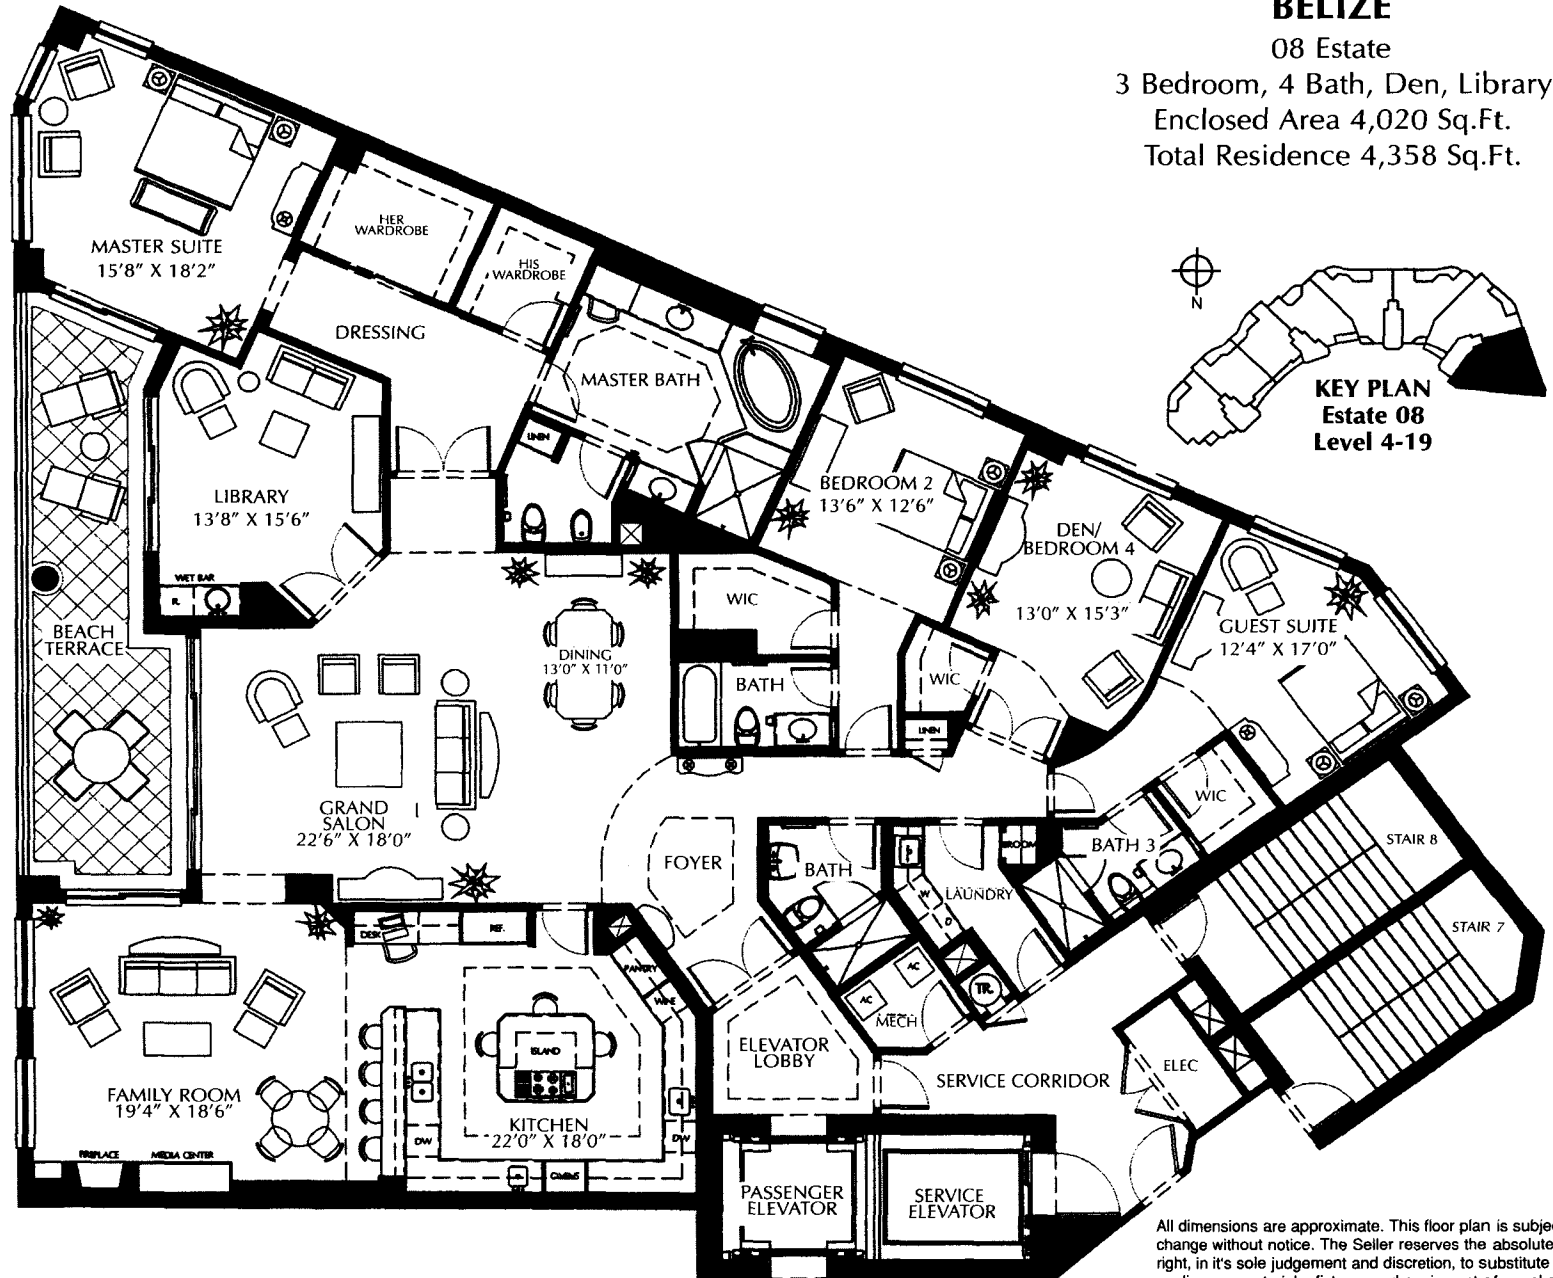 BELIZE
08 Estate
3 Bedroom, 4 Bath, Den, Library
Enclosed Area 4,020 Sq.Ft.
Total Residence 4,358 Sq.Ft.
N
KEY PLAN
Estate 08
Level 4-19
MASTER SUITE
15'8" X 18'2"
HER
WARDROBE
HIS
WARDROBE
DRESSING
MASTER BATH
LINEN
LIBRARY
13'8" X 15'6"
WET BAR
R.
BEDROOM 2
13'6" X 12'6"
DEN/
BEDROOM 4
13'0" X 15'3"
GUEST SUITE
12'4" X 17'0"
BEACH
TERRACE
WIC
DINING
13'0" X 11'0"
BATH
WIC
LINEN
GRAND
SALON
22'6" X 18'0"
FOYER
BATH
LAUNDRY
W
D
BROOM
BATH 3
WIC
STAIR 8
STAIR 7
DESK
REF.
PANTRY
WINE
AC
AC
MECH
TR.
ISLAND
ELEVATOR
LOBBY
SERVICE CORRIDOR
ELEC
FAMILY ROOM
19'4" X 18'6"
KITCHEN
22'0" X 18'0"
DW
DW
FIREPLACE
MEDIA CENTER
OVENS
PASSENGER
ELEVATOR
SERVICE
ELEVATOR
All dimensions are approximate. This floor plan is subje
change without notice. The Seller reserves the absolute
right, in it's sole judgement and discretion, to substitute